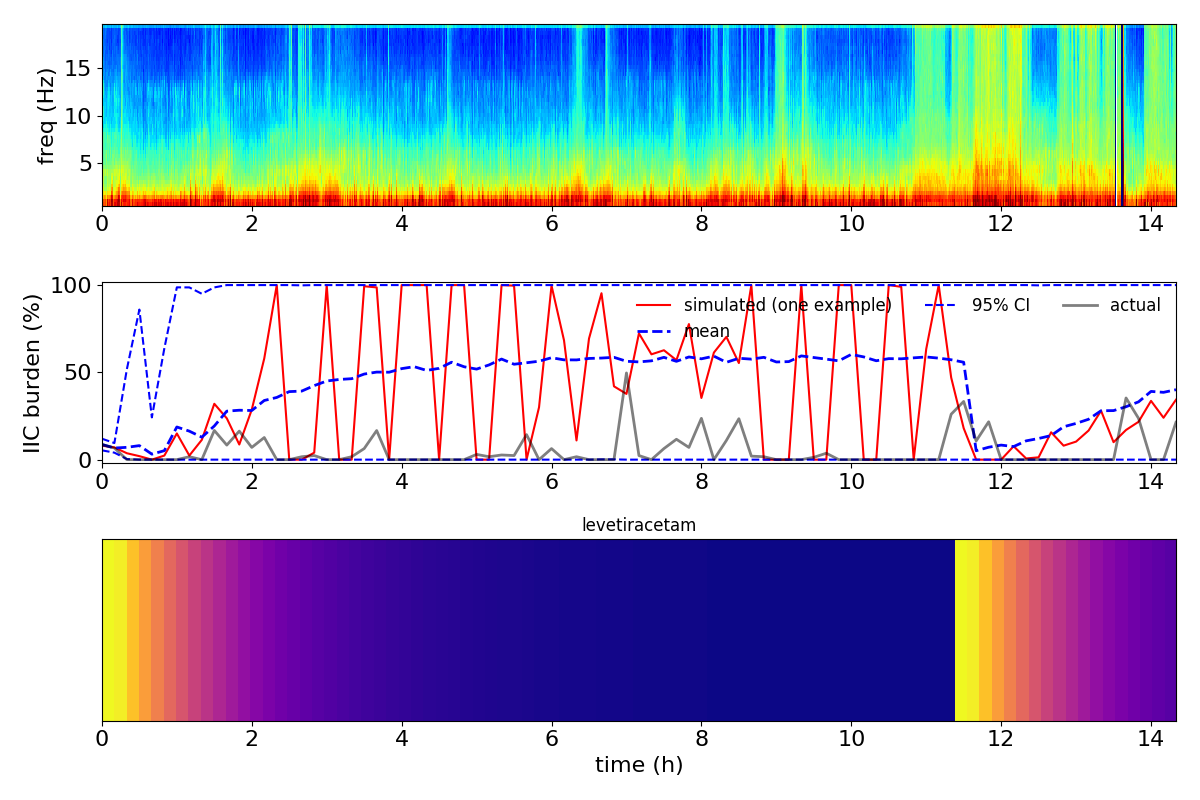 freq (Hz)
15
10
5
0 2 4 6 8 10 12 14
IIC burden (%)
100
50
0
simulated (one example) 95% CI actual
mean
0 2 4 6 8 10 12 14
levetiracetam
0 2 4 6 8 10 12 14
time (h)